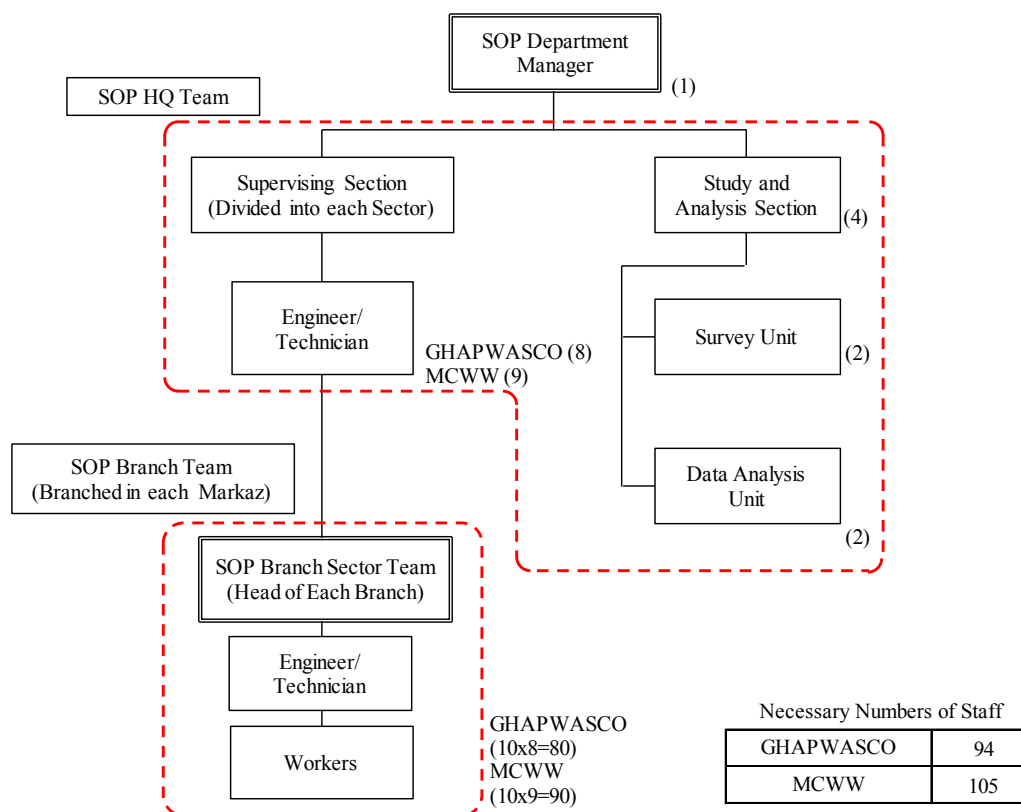 SOP Department
Manager
(1)
SOP HQ Team
Supervising Section
(Divided into each Sector)
Study and
Analysis Section
(4)
Engineer/
Technician
GHAPWASCO (8)
MCWW (9)
Survey Unit
(2)
SOP Branch Team
(Branched in each Markaz)
Data Analysis
Unit
(2)
SOP Branch Sector Team
(Head of Each Branch)
Engineer/
Technician
Workers
GHAPWASCO
(10x8=80)
MCWW
(10x9=90)
Necessary Numbers of Staff
GHAPWASCO 94
MCWW 105